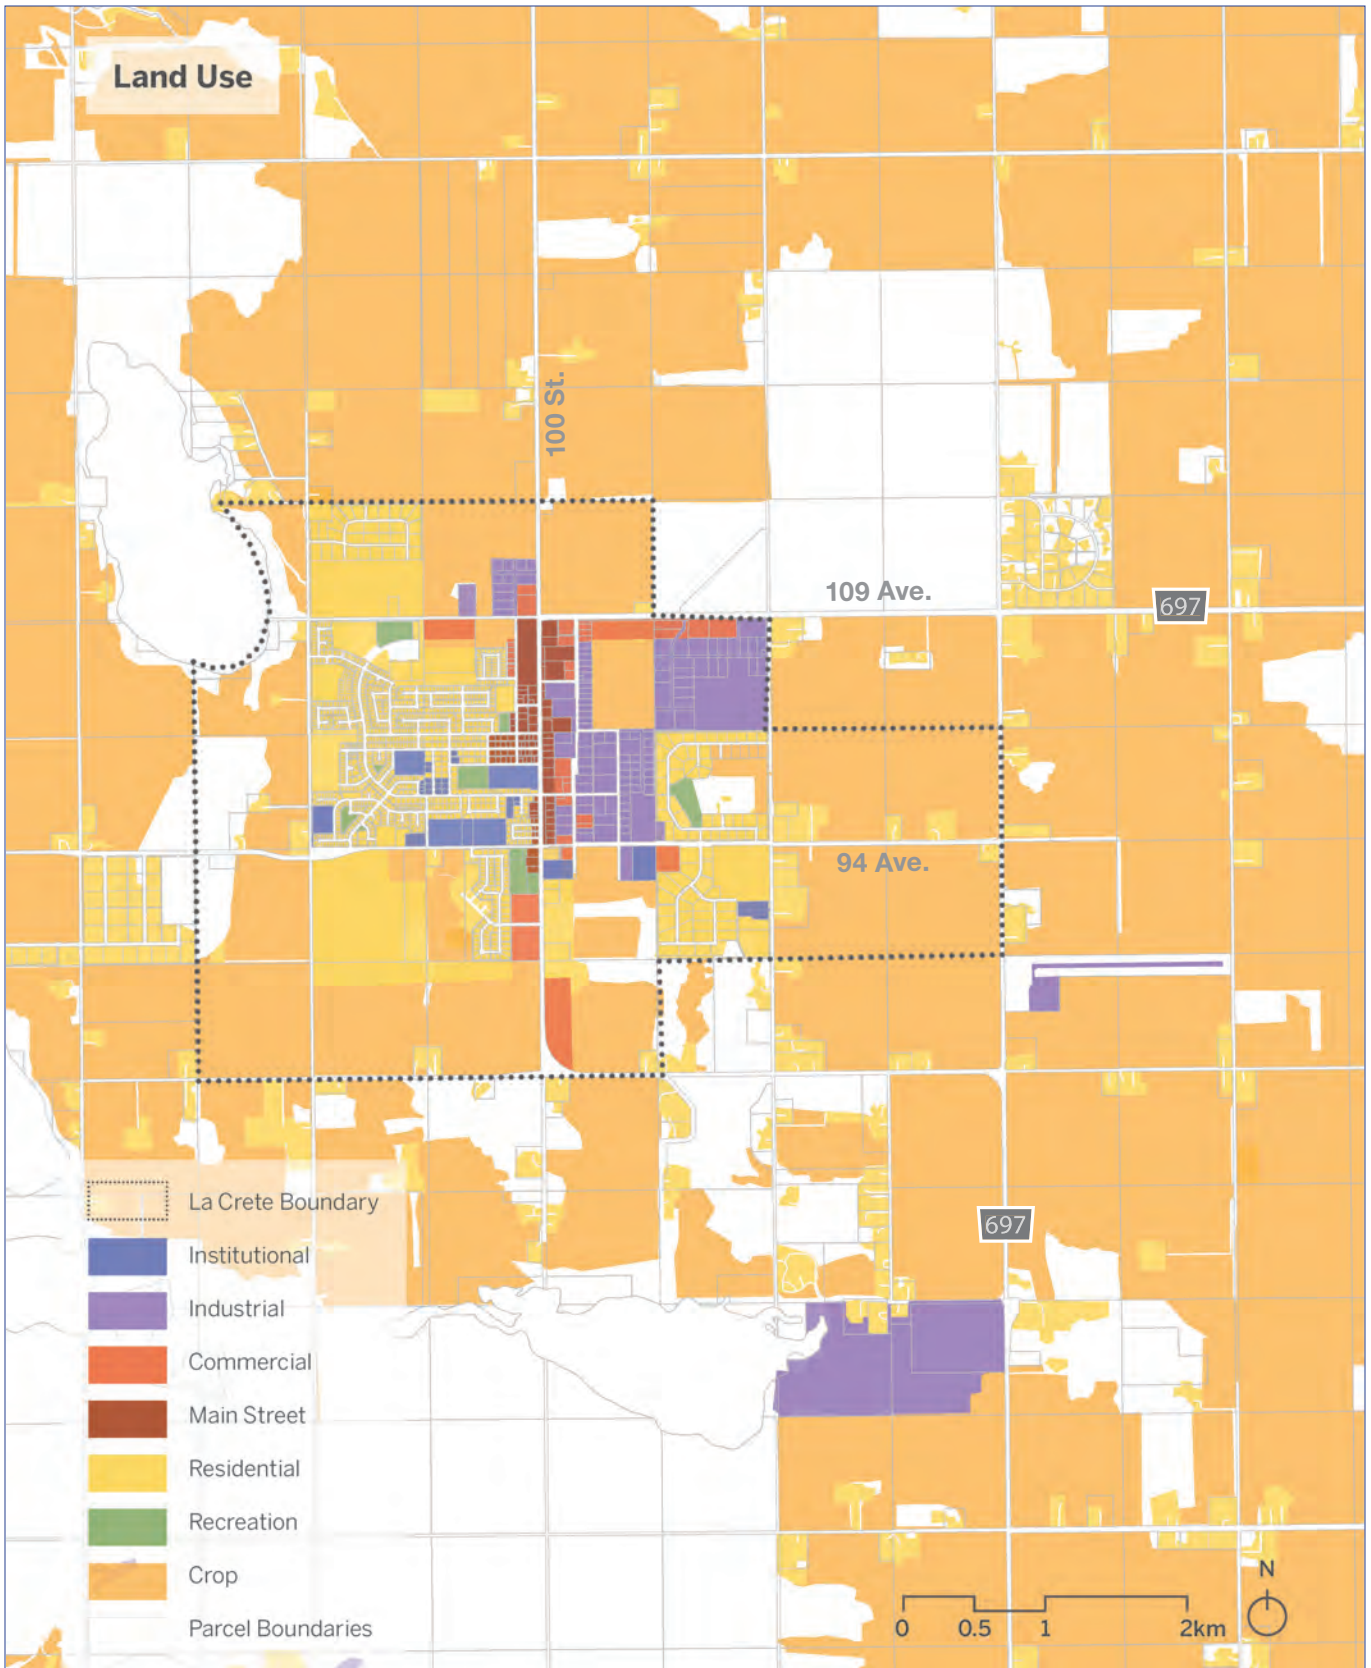 Land Use
100 St.
109 Ave.
697
94 Ave.
La Crete Boundary
Institutional
697
Industrial
Commercial
Main Street
Residential
Recreation
Crop
Parcel Boundaries
N
0 0.5 1 2km